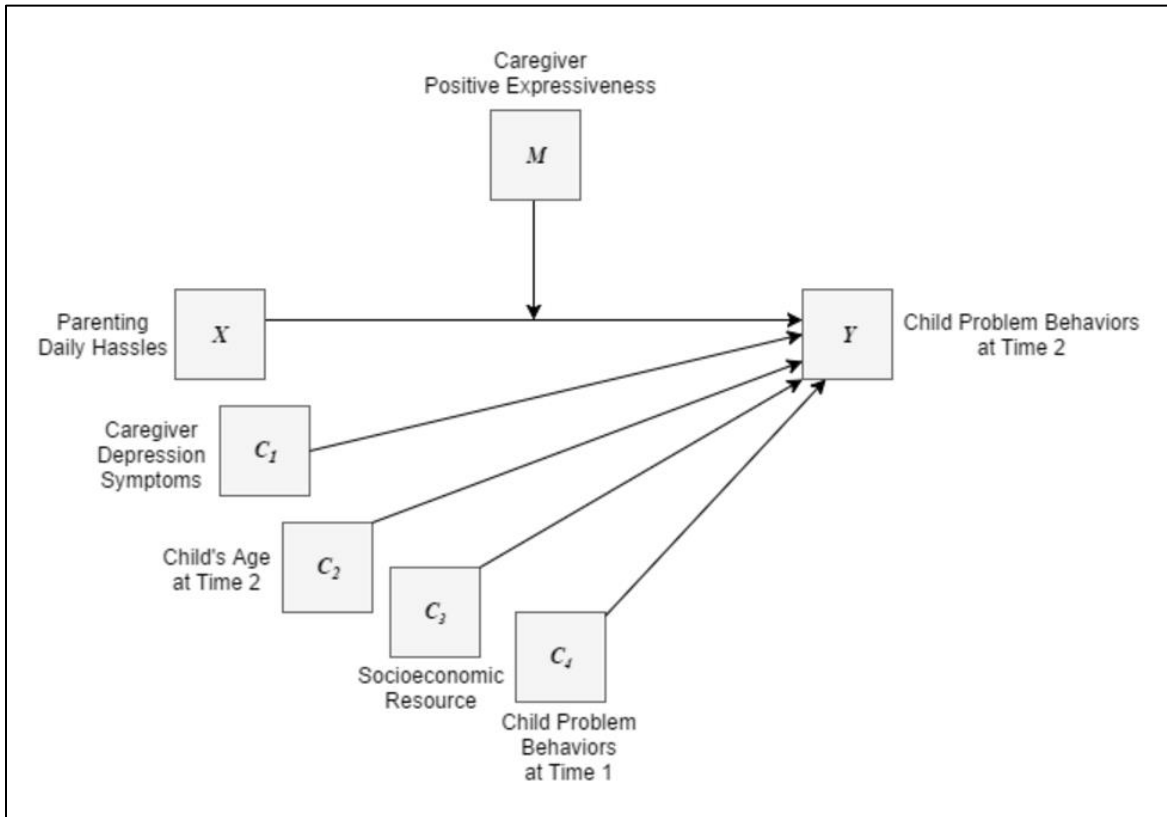 Caregiver
Positive Expressiveness
M
Parenting
Daily Hassles
X
Y
Child Problem Behaviors
at Time 2
Caregiver
Depression
Symptoms
C₁
Child's Age
at Time 2
C₂
C₃
Socioeconomic
Resource
C₄
Child Problem
Behaviors
at Time 1